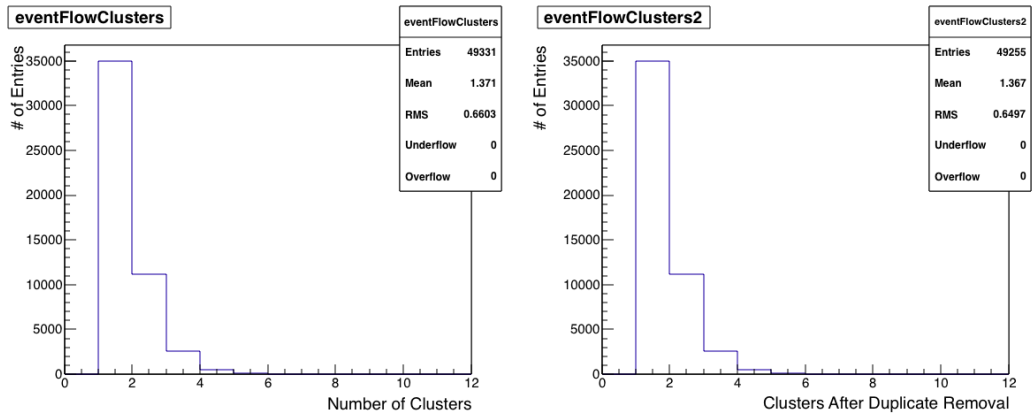 eventFlowClusters
eventFlowClusters
Entries 49331
Mean 1.371
RMS 0.6603
Underflow 0
Overflow 0
# of Entries
35000
30000
25000
20000
15000
10000
5000
0
0 2 4 6 8 10 12
Number of Clusters
eventFlowClusters2
eventFlowClusters2
Entries 49255
Mean 1.367
RMS 0.6497
Underflow 0
Overflow 0
# of Entries
35000
30000
25000
20000
15000
10000
5000
0
0 2 4 6 8 10 12
Clusters After Duplicate Removal